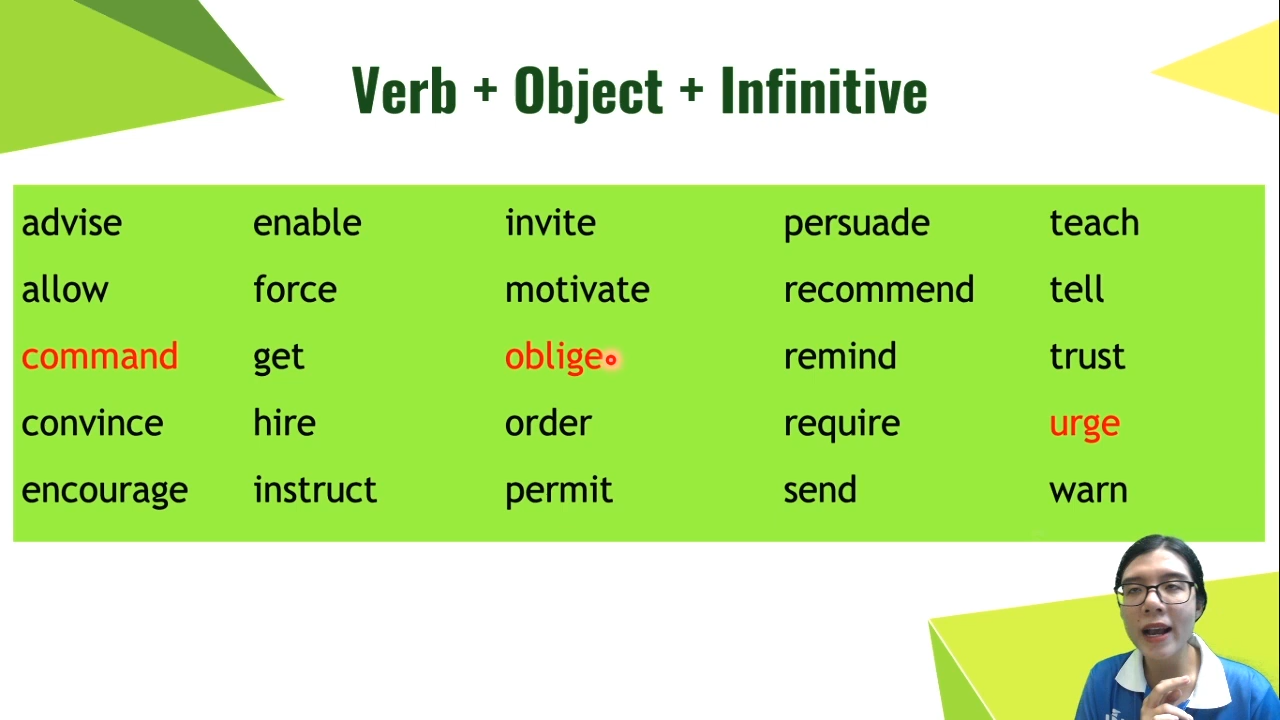 Verb + Object + Infinitive
advise enable invite persuade teach
allow force motivate recommend tell
command get oblige remind trust
convince hire order require urge
encourage instruct permit send warn